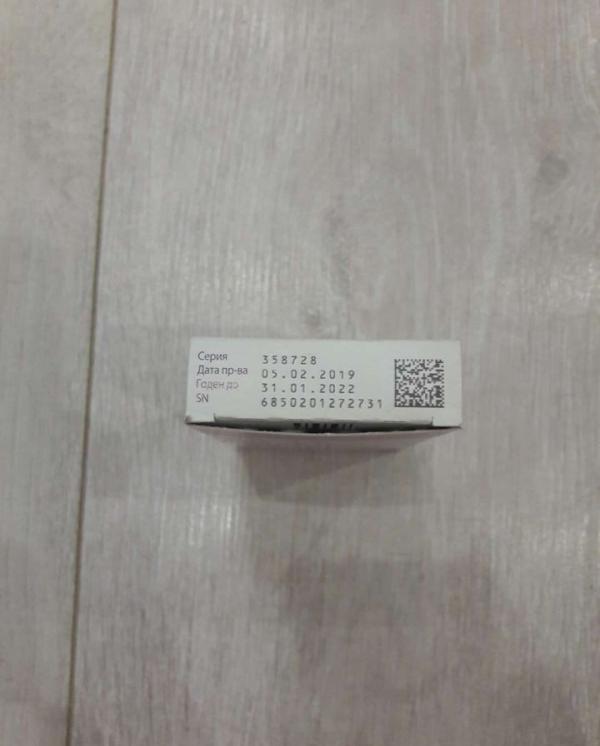 Серия 358728
Дата пр-ва 05.02.2019
Годен до 31.01.2022
SN 6850201272731